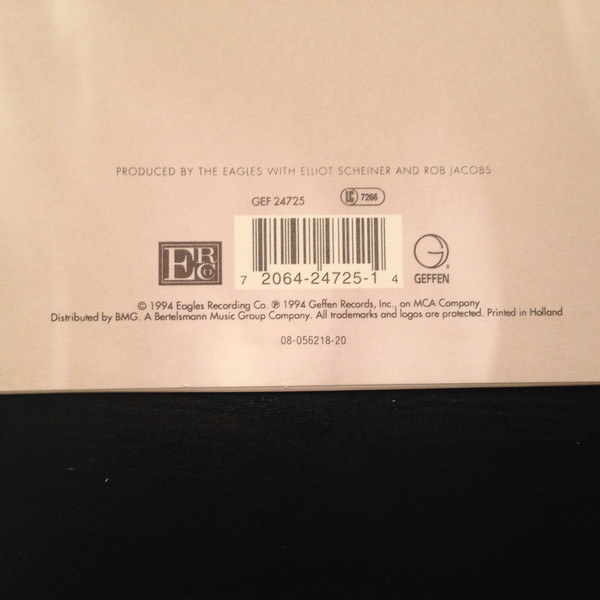 PRODUCED BY THE EAGLES WITH ELLIOT SCHEINER AND ROB JACOBS
GEF 24725 LC 7266
ERC
7 2064-24725-1 4
GEFFEN
© 1994 Eagles Recording Co. ℗ 1994 Geffen Records, Inc., an MCA Company
Distributed by BMG. A Bertelsmann Music Group Company. All trademarks and logos are protected. Printed in Holland
08-056218-20